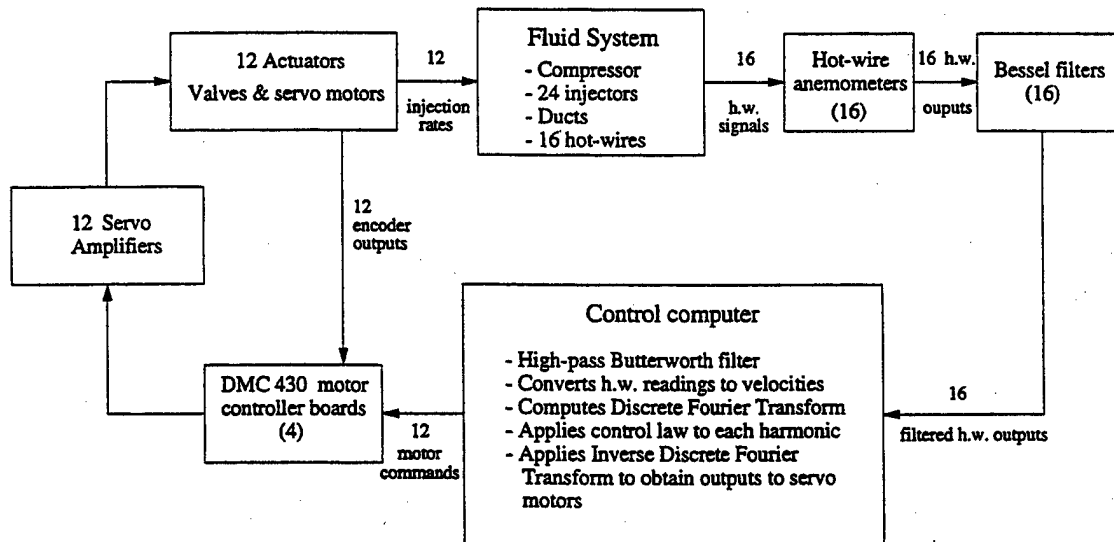 12 Actuators
Valves & servo motors
12
injection
rates
Fluid System
- Compressor
- 24 injectors
- Ducts
- 16 hot-wires
16
h.w.
signals
Hot-wire
anemometers
(16)
16 h.w.
ouputs
Bessel filters
(16)
12 Servo
Amplifiers
12
encoder
outputs
DMC 430 motor
controller boards
(4)
12
motor
commands
Control computer
- High-pass Butterworth filter
- Converts h.w. readings to velocities
- Computes Discrete Fourier Transform
- Applies control law to each harmonic
- Applies Inverse Discrete Fourier
Transform to obtain outputs to servo
motors
16
filtered h.w. outputs